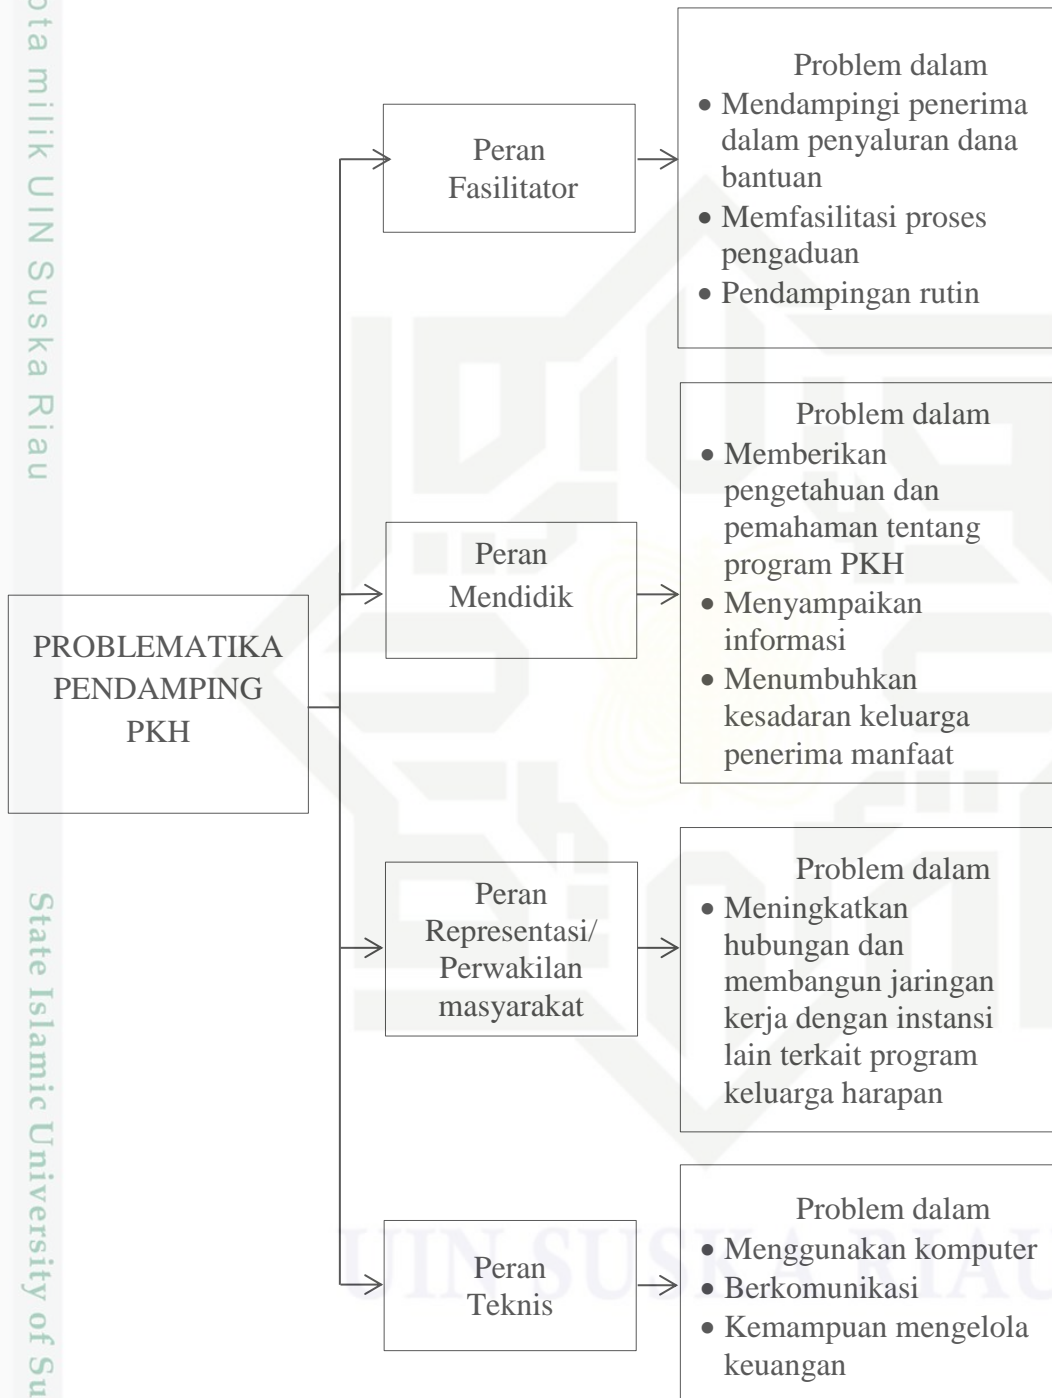 PROBLEMATIKA
PENDAMPING
PKH
Peran
Fasilitator
Problem dalam
• Mendampingi penerima
dalam penyaluran dana
bantuan
• Memfasilitasi proses
pengaduan
• Pendampingan rutin
Peran
Mendidik
Problem dalam
• Memberikan
pengetahuan dan
pemahaman tentang
program PKH
• Menyampaikan
informasi
• Menumbuhkan
kesadaran keluarga
penerima manfaat
Peran
Representasi/
Perwakilan
masyarakat
Problem dalam
• Meningkatkan
hubungan dan
membangun jaringan
kerja dengan instansi
lain terkait program
keluarga harapan
Peran
Teknis
Problem dalam
• Menggunakan komputer
• Berkomunikasi
• Kemampuan mengelola
keuangan
milik UIN Suska Riau
State Islamic University of
UIN SUSKA RIAU